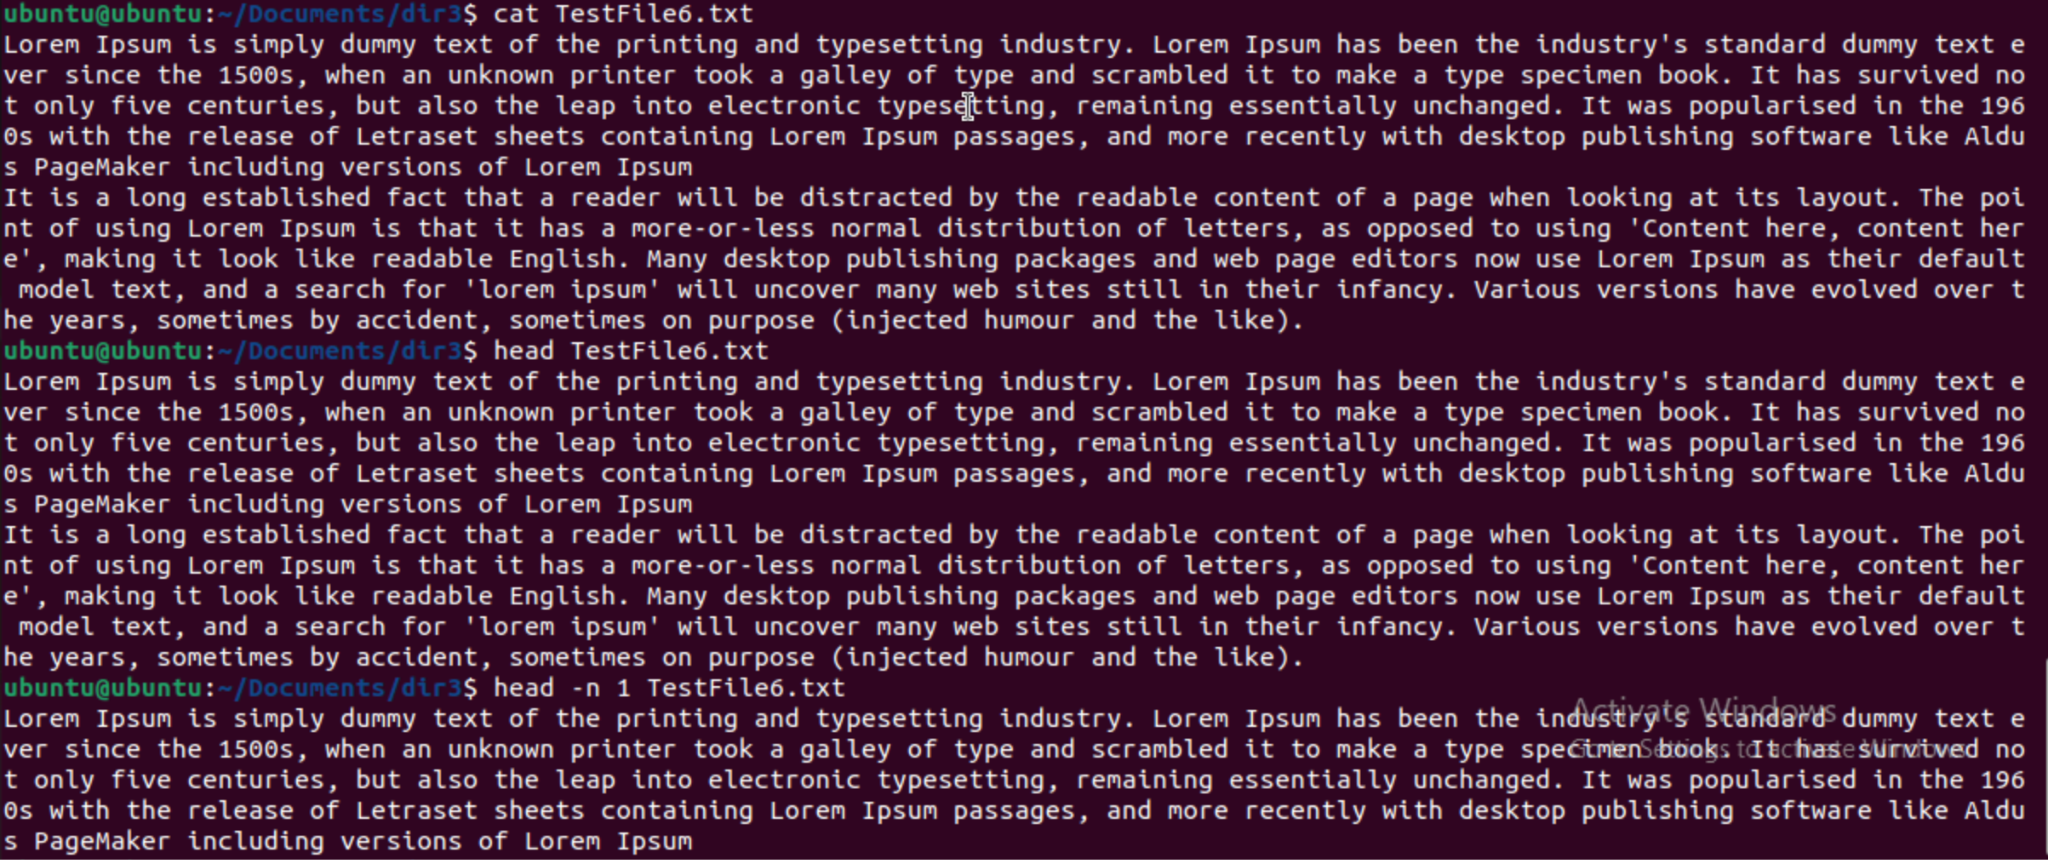 ubuntu@ubuntu:~/Documents/dir3$ cat TestFile6.txt
Lorem Ipsum is simply dummy text of the printing and typesetting industry. Lorem Ipsum has been the industry's standard dummy text e
ver since the 1500s, when an unknown printer took a galley of type and scrambled it to make a type specimen book. It has survived no
t only five centuries, but also the leap into electronic typesetting, remaining essentially unchanged. It was popularised in the 196
0s with the release of Letraset sheets containing Lorem Ipsum passages, and more recently with desktop publishing software like Aldu
s PageMaker including versions of Lorem Ipsum
It is a long established fact that a reader will be distracted by the readable content of a page when looking at its layout. The poi
nt of using Lorem Ipsum is that it has a more-or-less normal distribution of letters, as opposed to using 'Content here, content her
e', making it look like readable English. Many desktop publishing packages and web page editors now use Lorem Ipsum as their default
 model text, and a search for 'lorem ipsum' will uncover many web sites still in their infancy. Various versions have evolved over t
he years, sometimes by accident, sometimes on purpose (injected humour and the like).
ubuntu@ubuntu:~/Documents/dir3$ head TestFile6.txt
Lorem Ipsum is simply dummy text of the printing and typesetting industry. Lorem Ipsum has been the industry's standard dummy text e
ver since the 1500s, when an unknown printer took a galley of type and scrambled it to make a type specimen book. It has survived no
t only five centuries, but also the leap into electronic typesetting, remaining essentially unchanged. It was popularised in the 196
0s with the release of Letraset sheets containing Lorem Ipsum passages, and more recently with desktop publishing software like Aldu
s PageMaker including versions of Lorem Ipsum
It is a long established fact that a reader will be distracted by the readable content of a page when looking at its layout. The poi
nt of using Lorem Ipsum is that it has a more-or-less normal distribution of letters, as opposed to using 'Content here, content her
e', making it look like readable English. Many desktop publishing packages and web page editors now use Lorem Ipsum as their default
 model text, and a search for 'lorem ipsum' will uncover many web sites still in their infancy. Various versions have evolved over t
he years, sometimes by accident, sometimes on purpose (injected humour and the like).
ubuntu@ubuntu:~/Documents/dir3$ head -n 1 TestFile6.txt
Lorem Ipsum is simply dummy text of the printing and typesetting industry. Lorem Ipsum has been the industry's standard dummy text e
ver since the 1500s, when an unknown printer took a galley of type and scrambled it to make a type specimen book. It has survived no
t only five centuries, but also the leap into electronic typesetting, remaining essentially unchanged. It was popularised in the 196
0s with the release of Letraset sheets containing Lorem Ipsum passages, and more recently with desktop publishing software like Aldu
s PageMaker including versions of Lorem Ipsum
Activate Windows
Go to Settings to activate Windows.